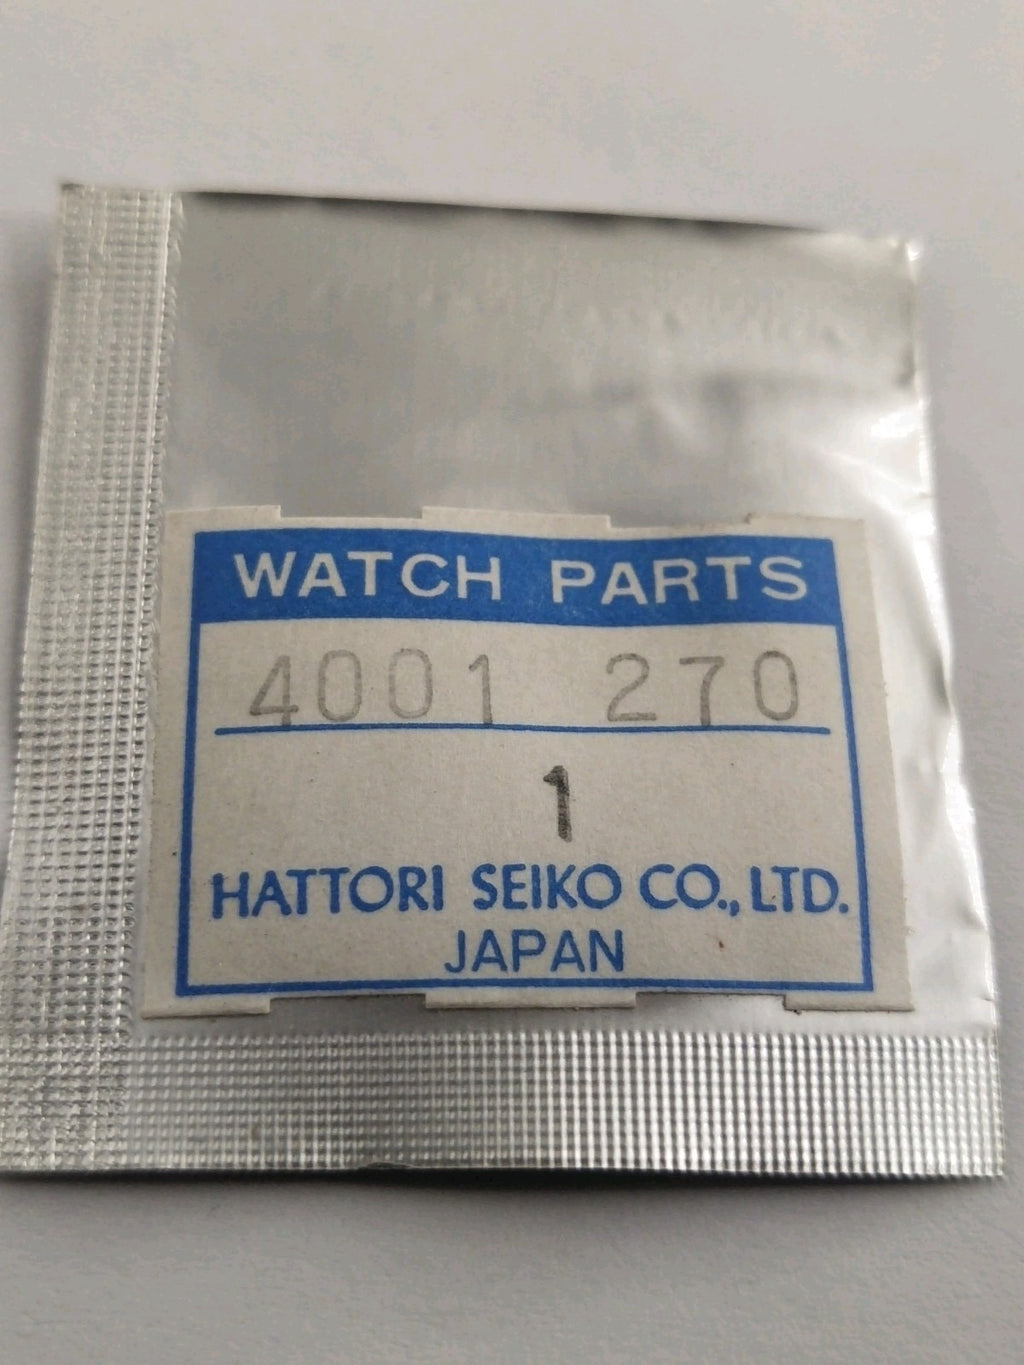 WATCH PARTS
4001 270
1
HATTORI SEIKO CO., LTD.
JAPAN